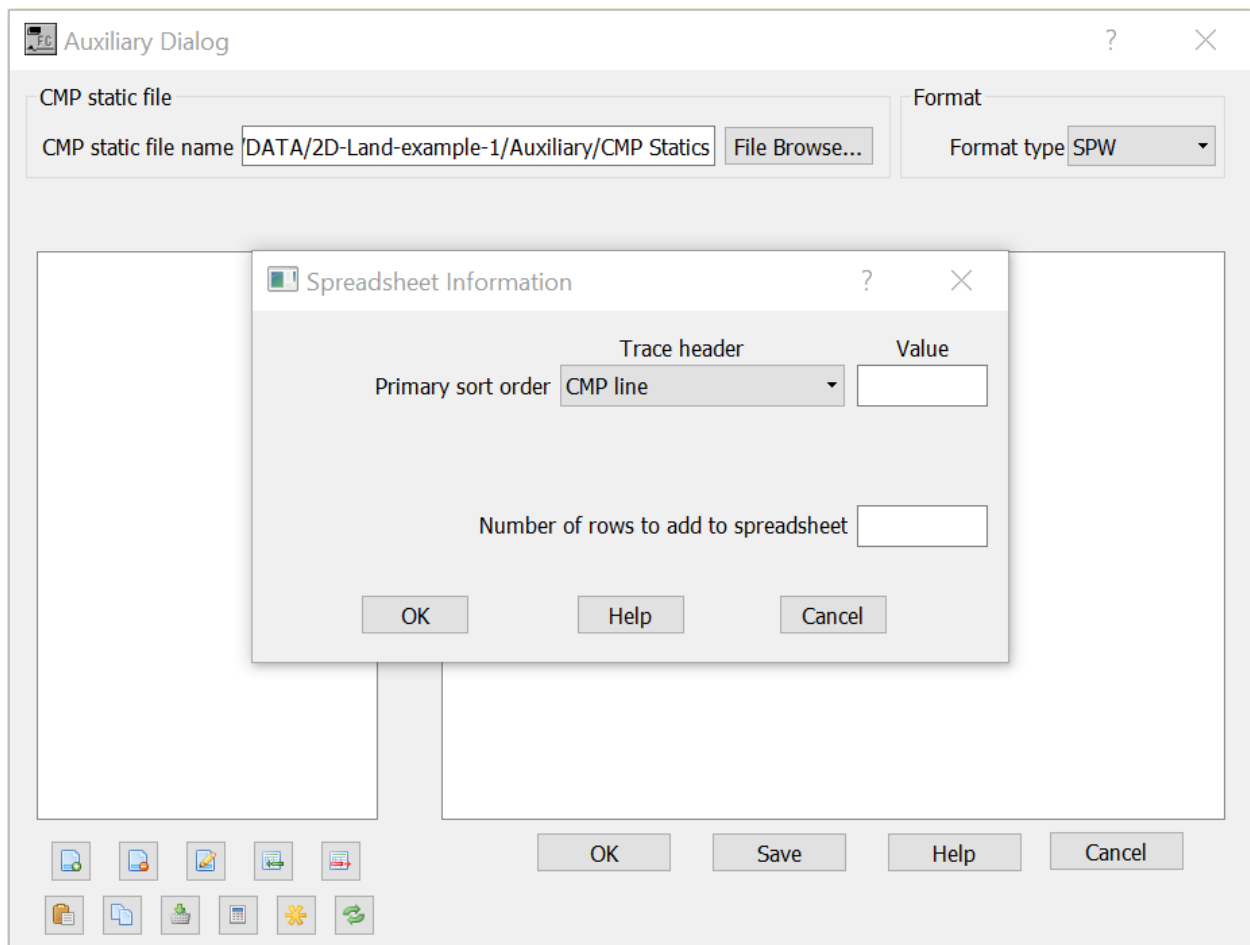 Auxiliary Dialog
CMP static file
Format
CMP static file name /DATA/2D-Land-example-1/Auxiliary/CMP Statics File Browse... Format type SPW
Spreadsheet Information
Trace header Value
Primary sort order CMP line
Number of rows to add to spreadsheet
OK Help Cancel
OK Save Help Cancel